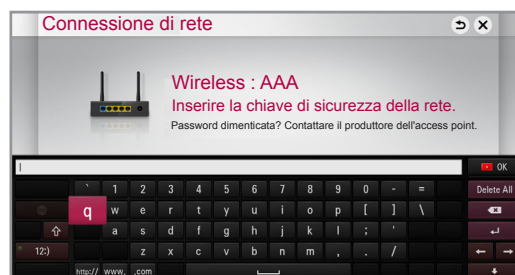 Connessione di rete
Wireless : AAA
Inserire la chiave di sicurezza della rete.
Password dimenticata? Contattare il produttore dell'access point.
OK
` 1 2 3 4 5 6 7 8 9 0 - = Delete All
q w e r t y u i o p [ ] \
a s d f g h j k l ; '
12:) z x c v b n m , . /
http:// www. .com